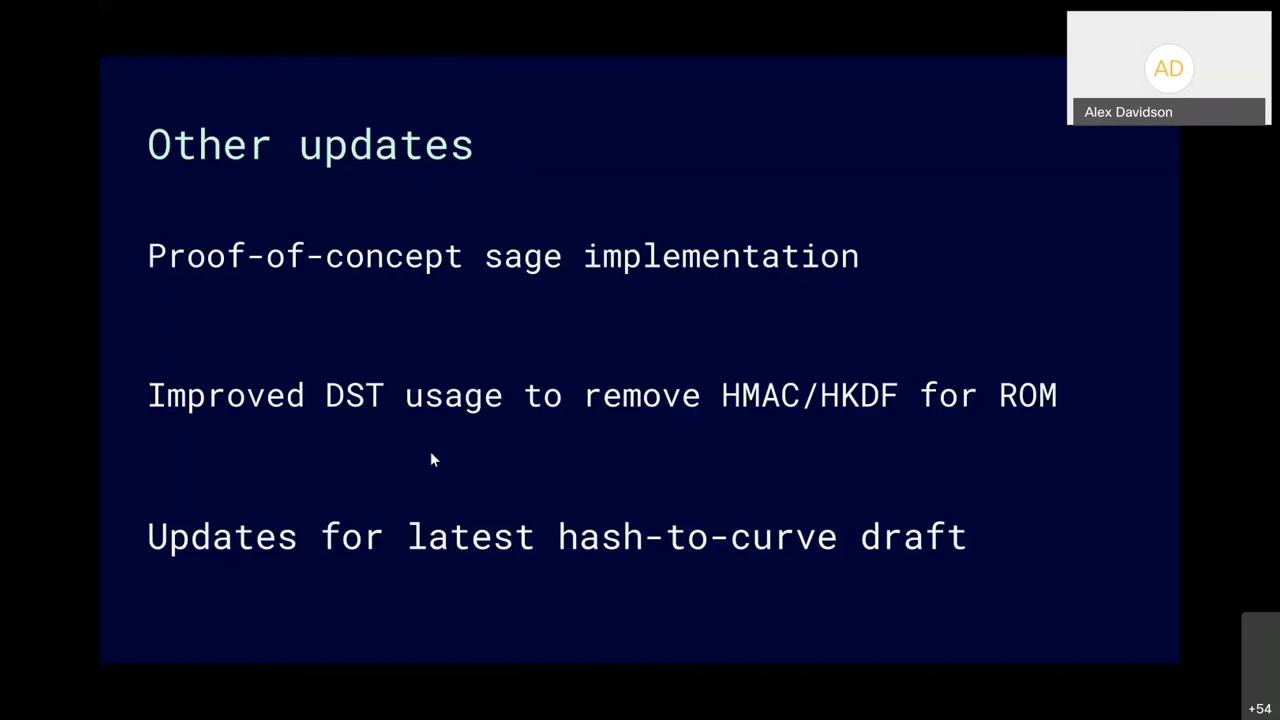 AD
Alex Davidson
Other updates
Proof-of-concept sage implementation
Improved DST usage to remove HMAC/HKDF for ROM
Updates for latest hash-to-curve draft
+54